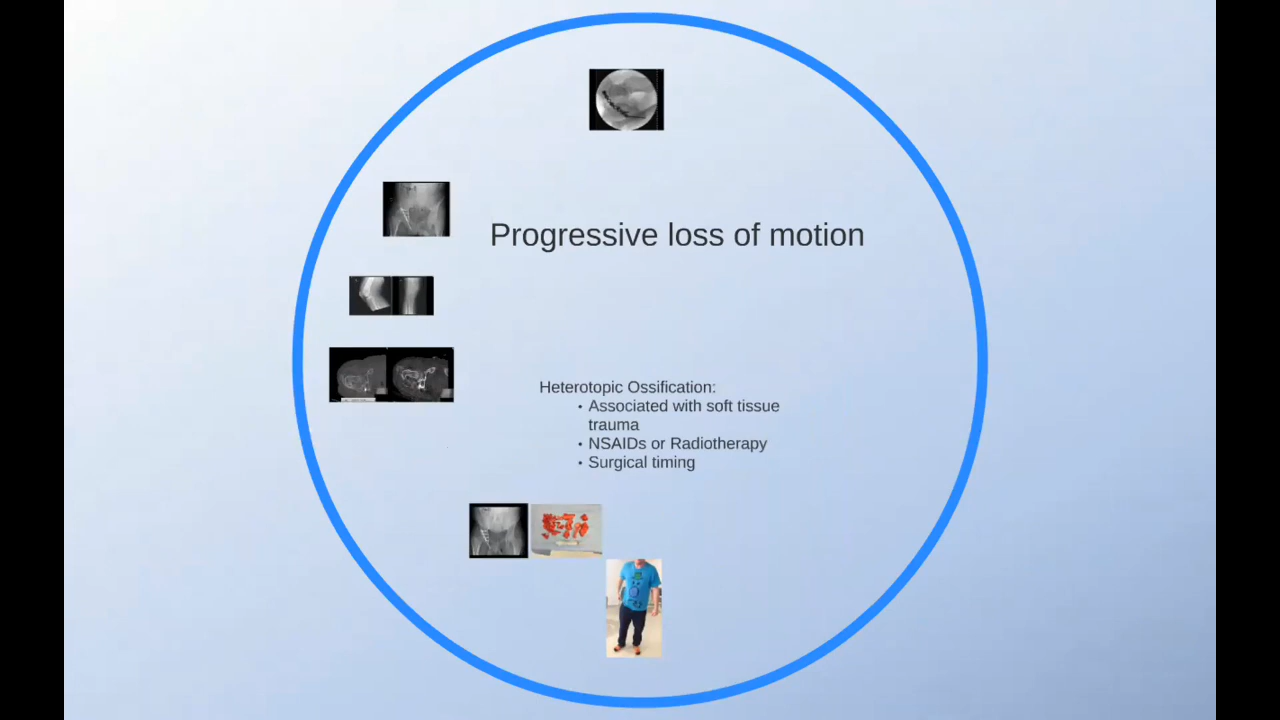 Progressive loss of motion
Heterotopic Ossification:
• Associated with soft tissue
trauma
• NSAIDs or Radiotherapy
• Surgical timing